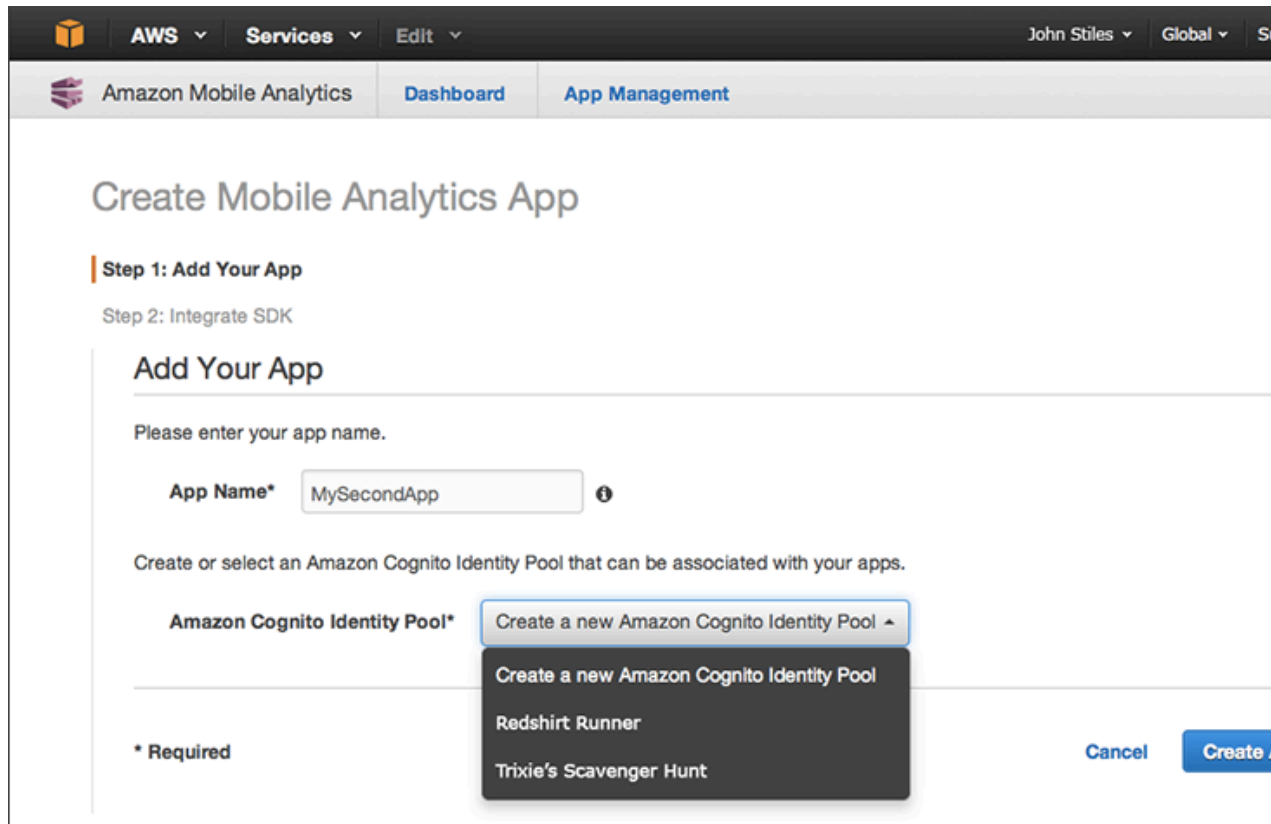 AWS Services Edit John Stiles Global
Amazon Mobile Analytics Dashboard App Management
Create Mobile Analytics App
Step 1: Add Your App
Step 2: Integrate SDK
Add Your App
Please enter your app name.
App Name* MySecondApp
Create or select an Amazon Cognito Identity Pool that can be associated with your apps.
Amazon Cognito Identity Pool* Create a new Amazon Cognito Identity Pool
Create a new Amazon Cognito Identity Pool
Redshirt Runner
Trixie’s Scavenger Hunt
* Required Cancel Create